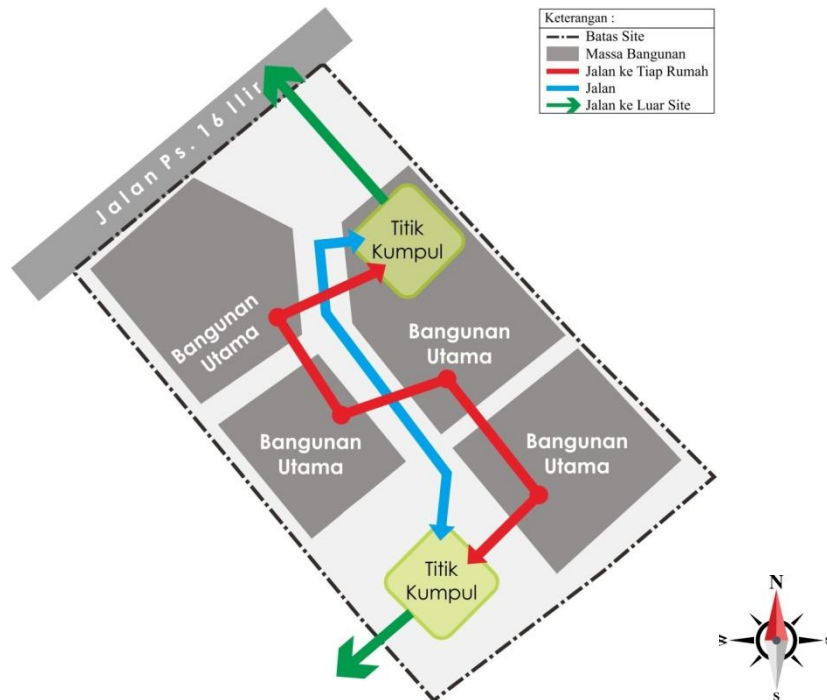 Keterangan :
Batas Site
Massa Bangunan
Jalan ke Tiap Rumah
Jalan
Jalan ke Luar Site
Jalan Ps. 16 Ilir
Titik
Kumpul
Bangunan
Utama
Bangunan
Utama
Bangunan
Utama
Bangunan
Utama
Titik
Kumpul
N
W
S